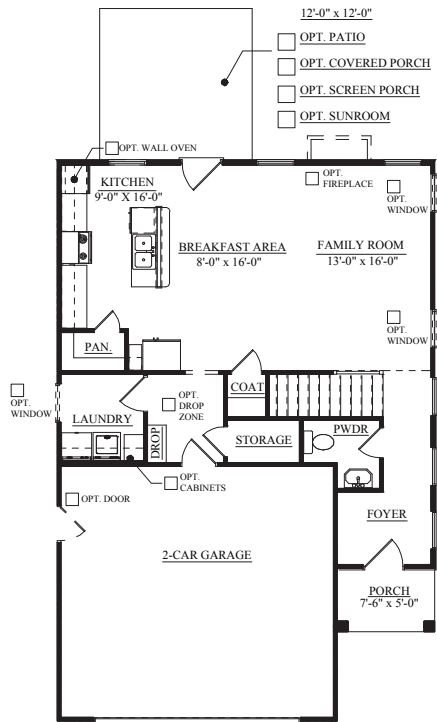 12'-0" x 12'-0"
OPT. PATIO
OPT. COVERED PORCH
OPT. SCREEN PORCH
OPT. SUNROOM
OPT. WALL OVEN
KITCHEN
9'-0" X 16'-0"
OPT.
FIREPLACE
OPT.
WINDOW
BREAKFAST AREA
8'-0" x 16'-0"
FAMILY ROOM
13'-0" x 16'-0"
OPT.
WINDOW
PAN.
OPT.
WINDOW
LAUNDRY
OPT.
DROP
ZONE
COAT
DROP
STORAGE
PWDR
OPT.
CABINETS
OPT. DOOR
FOYER
2-CAR GARAGE
PORCH
7'-6" x 5'-0"